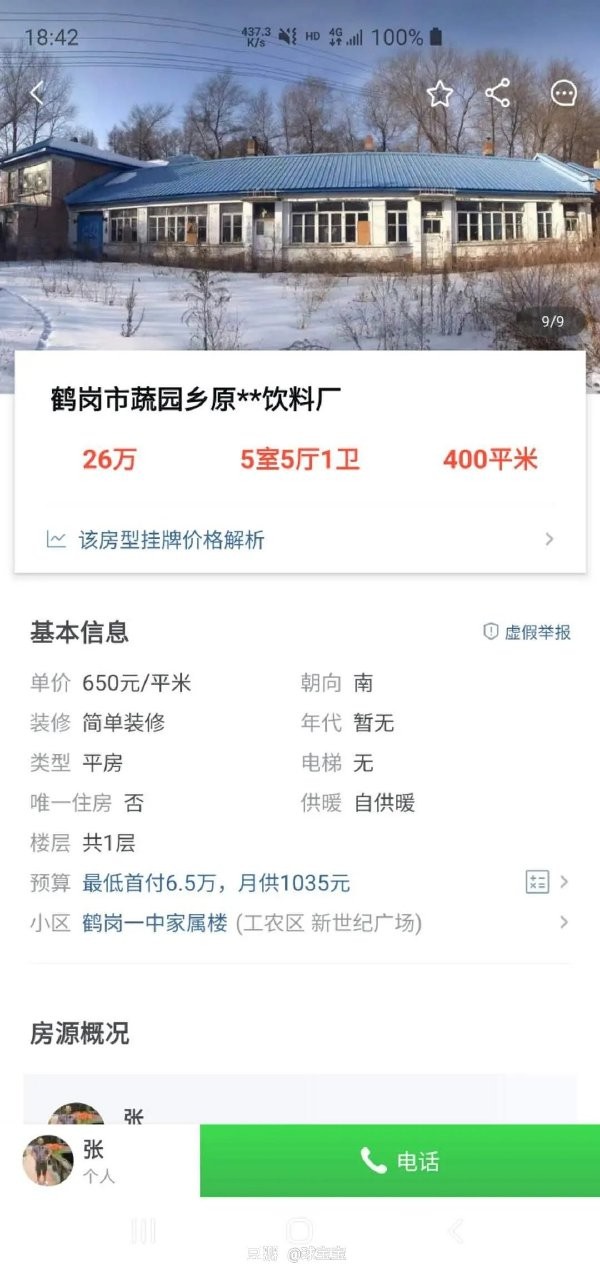 18:42 437.3 K/s HD 4G 100%
9/9
鹤岗市蔬园乡原**饮料厂
26万 5室5厅1卫 400平米
该房型挂牌价格解析
基本信息 虚假举报
单价 650元/平米 朝向 南
装修 简单装修 年代 暂无
类型 平房 电梯 无
唯一住房 否 供暖 自供暖
楼层 共1层
预算 最低首付6.5万，月供1035元
小区 鹤岗一中家属楼 (工农区 新世纪广场)
房源概况
张
张
个人
电话